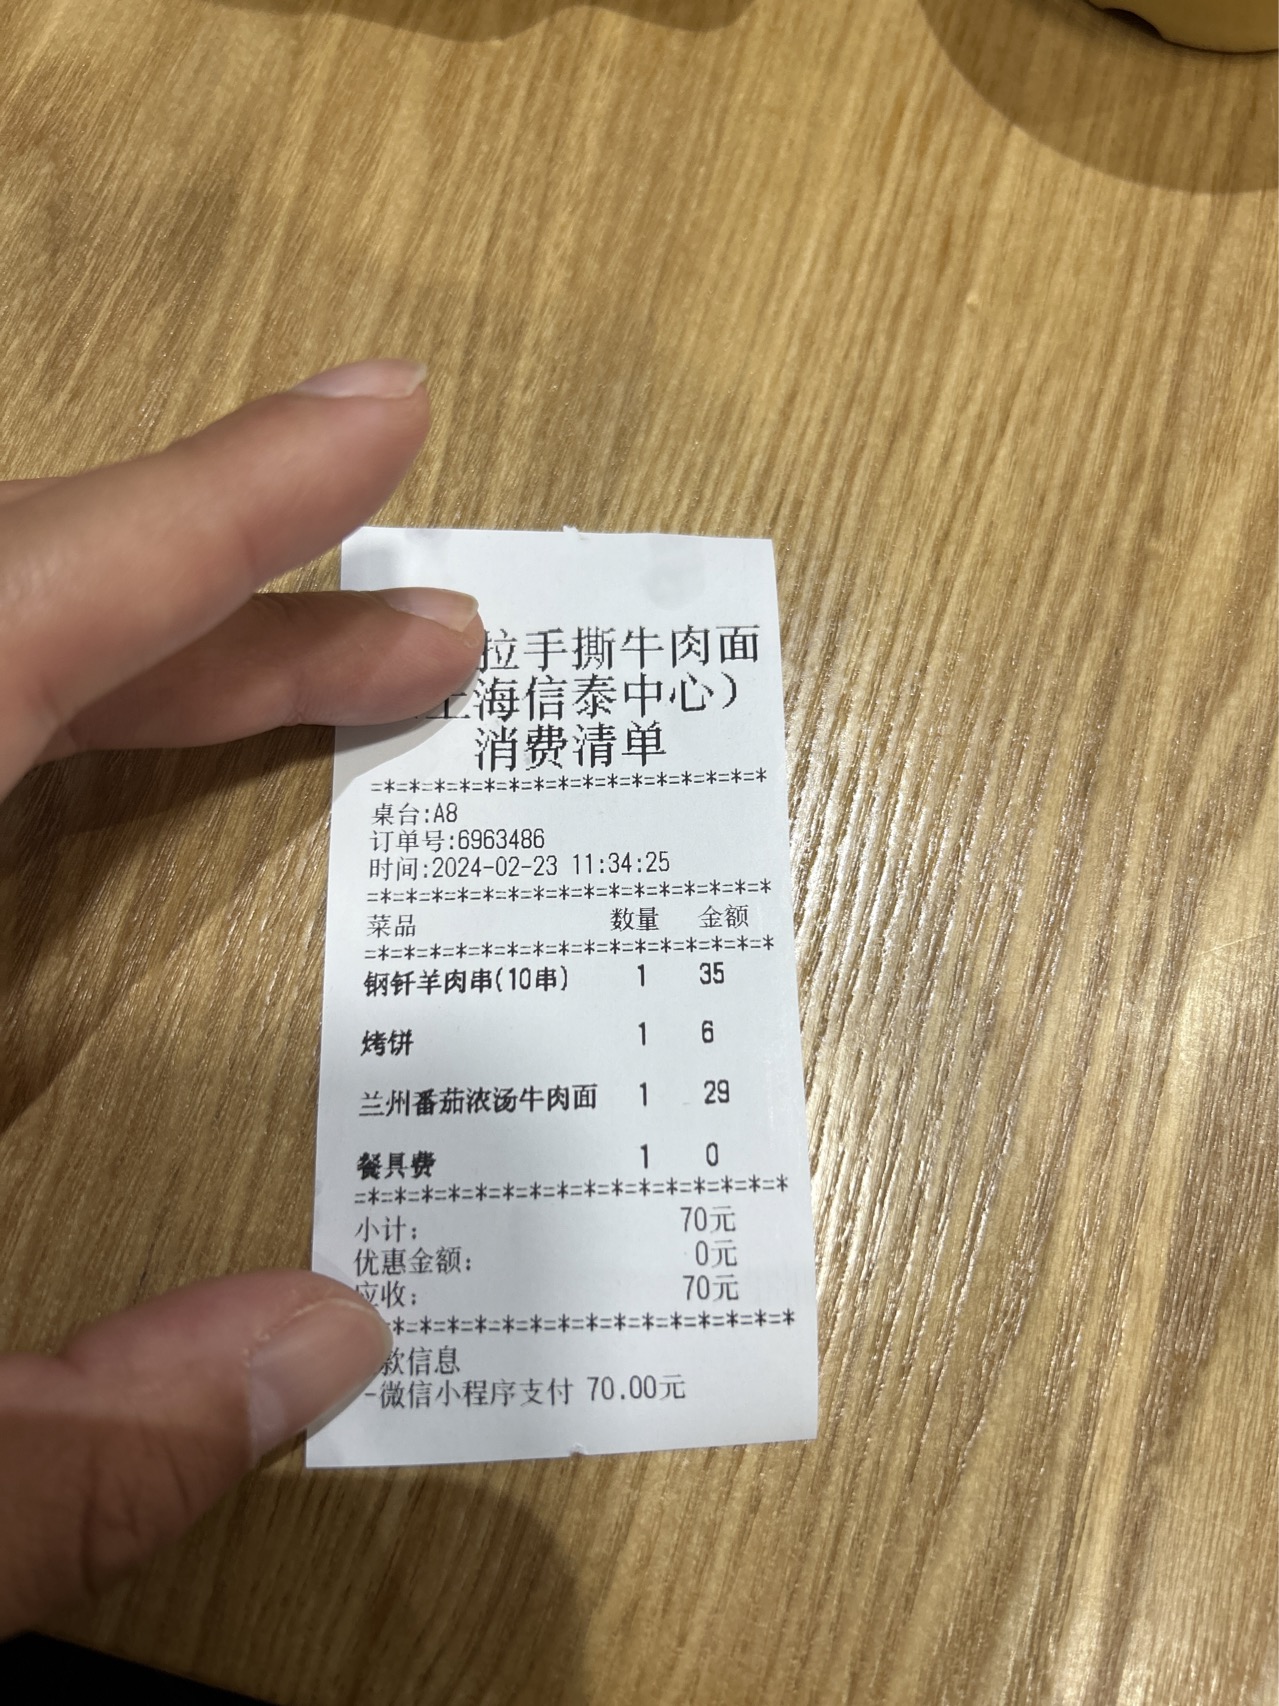 拉手撕牛肉面
上海信泰中心）
消费清单
=*=*=*=*=*=*=*=*=*=*=*=*=*=*=*=*
桌台:A8
订单号:6963486
时间:2024-02-23 11:34:25
=*=*=*=*=*=*=*=*=*=*=*=*=*=*=*=*
菜品 数量 金额
=*=*=*=*=*=*=*=*=*=*=*=*=*=*=*=*
钢钎羊肉串(10串) 1 35
烤饼 1 6
兰州番茄浓汤牛肉面 1 29
餐具费 1 0
=*=*=*=*=*=*=*=*=*=*=*=*=*=*=*=*
小计: 70元
优惠金额: 0元
应收: 70元
*=*=*=*=*=*=*=*=*=*=*=*=*=*=*
款信息
-微信小程序支付 70.00元